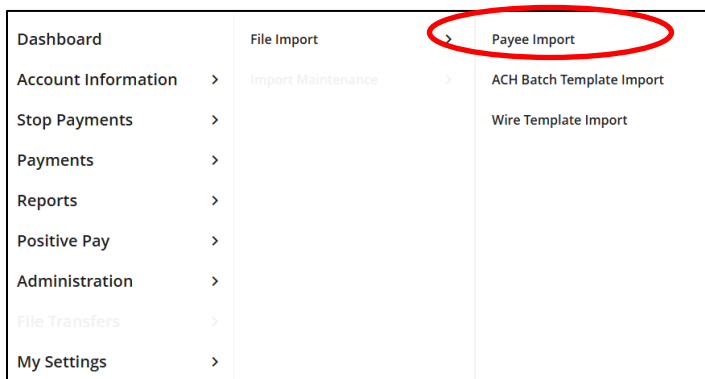 Dashboard
Account Information
Stop Payments
Payments
Reports
Positive Pay
Administration
File Transfers
My Settings
File Import
Import Maintenance
Payee Import
ACH Batch Template Import
Wire Template Import